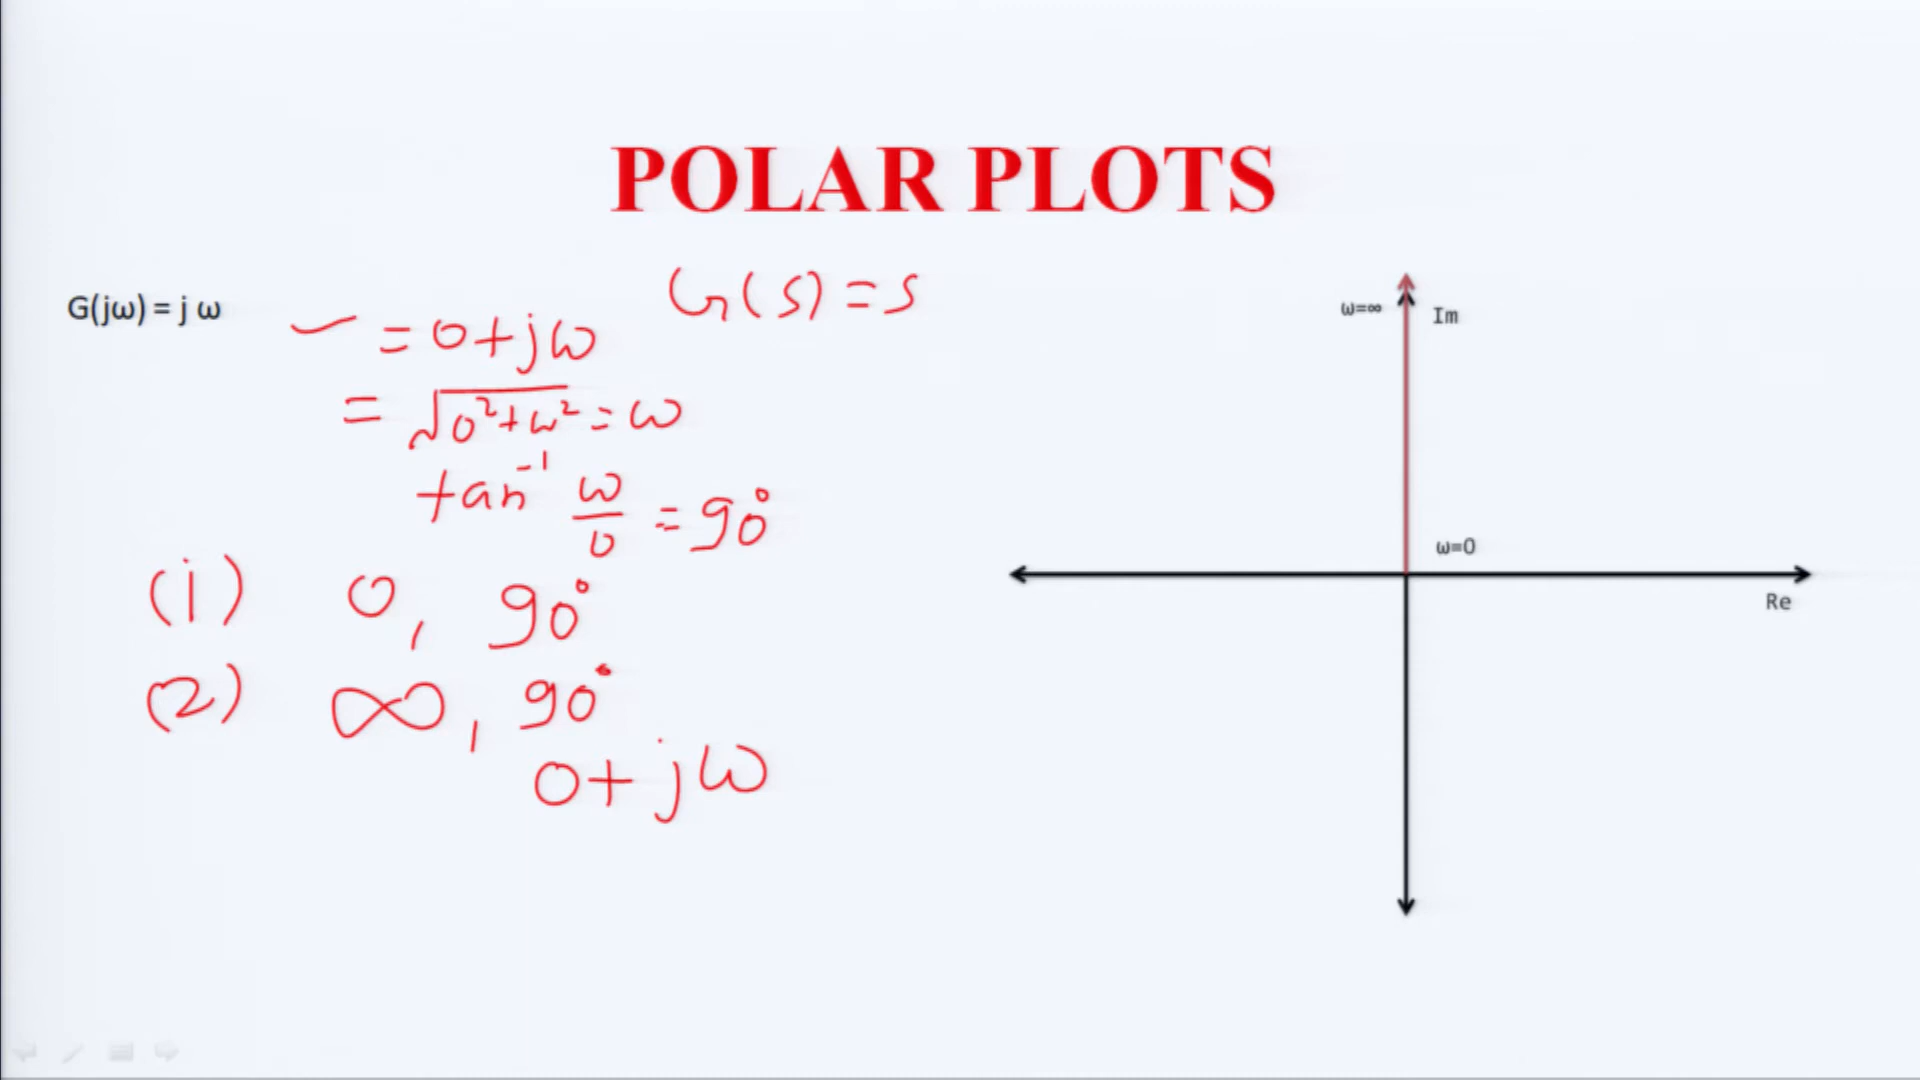 POLAR PLOTS
G(s) = s
G(jω) = j ω
= 0 + jω
= √0²+ω² = ω
tan⁻¹ ω/0 = 90°
(i) 0, 90°
(2) ∞, 90°
0 + jω
ω=∞ Im
ω=0
Re